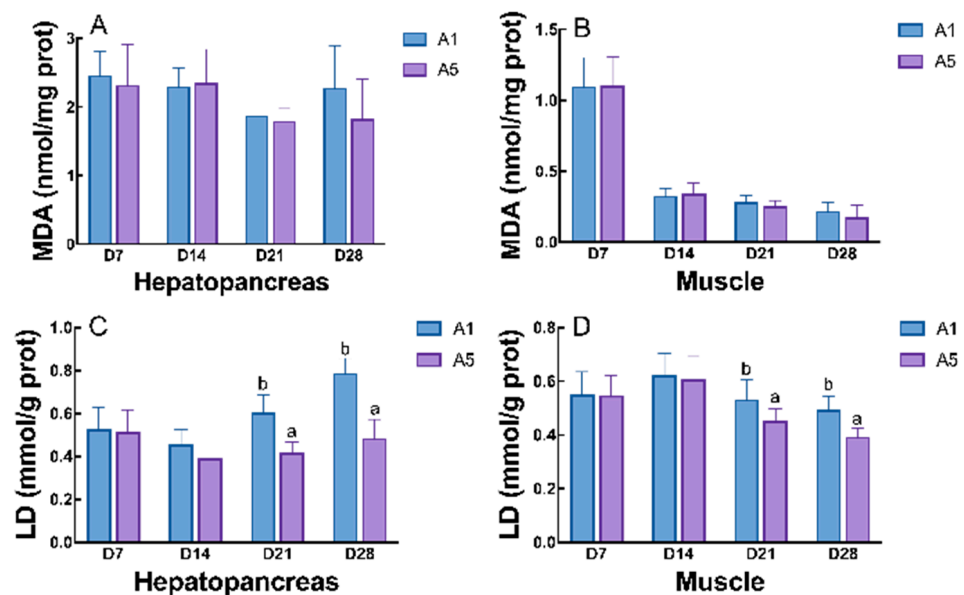 A
MDA (nmol/mg prot)
3
2
1
0
D7 D14 D21 D28
Hepatopancreas
A1
A5
B
MDA (nmol/mg prot)
1.5
1.0
0.5
0.0
D7 D14 D21 D28
Muscle
A1
A5
C
LD (mmol/g prot)
1.0
0.8
0.6
0.4
0.2
0.0
b a b a
D7 D14 D21 D28
Hepatopancreas
A1
A5
D
LD (mmol/g prot)
0.8
0.6
0.4
0.2
0.0
b a b a
D7 D14 D21 D28
Muscle
A1
A5